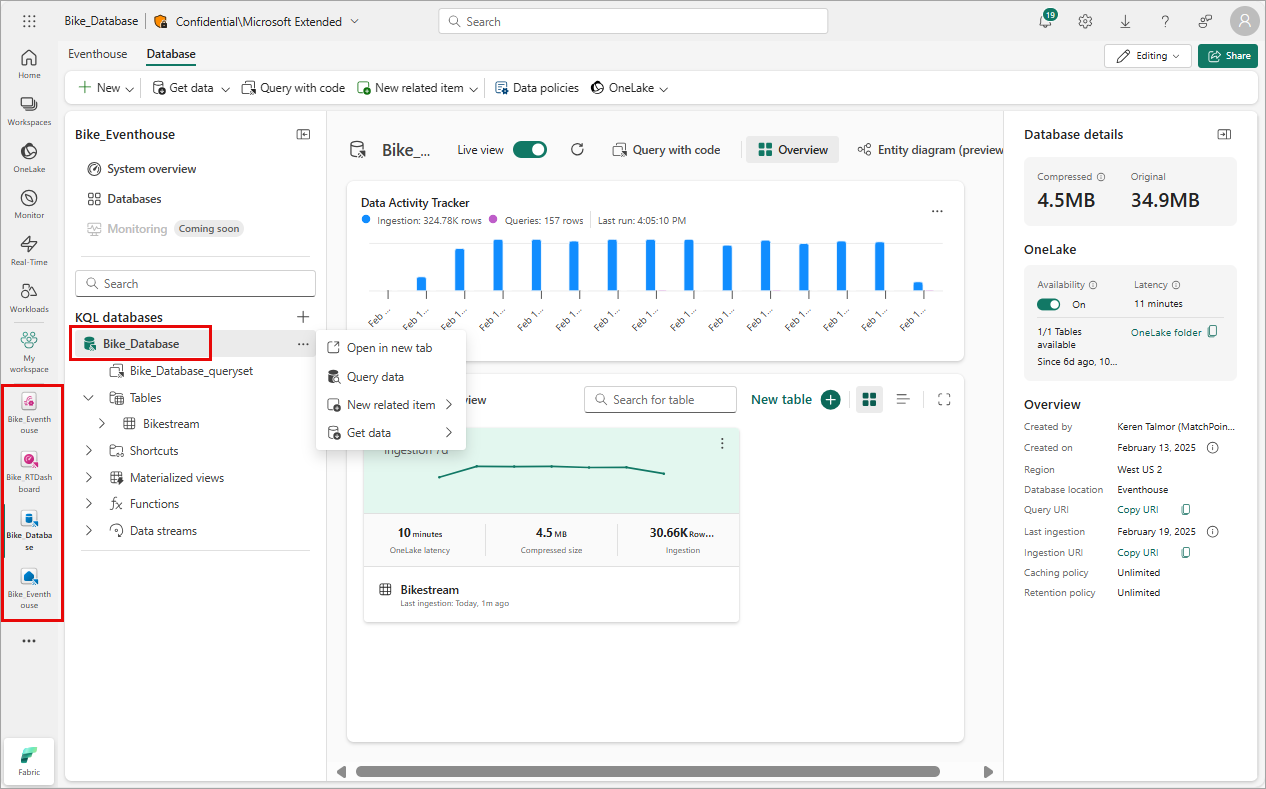 Bike_Database
Confidential\Microsoft Extended
Search
19
?
Home
Workspaces
OneLake
Monitor
Real-Time
Workloads
My
workspace
Bike_Eventh
ouse
Bike_RTDash
board
Bike_Databa
se
Bike_Eventh
ouse
Fabric
Eventhouse
Database
Editing
Share
New
Get data
Query with code
New related item
Data policies
OneLake
Bike_Eventhouse
System overview
Databases
Monitoring
Coming soon
Search
KQL databases
Bike_Database
Bike_Database_queryset
Tables
Bikestream
Shortcuts
Materialized views
Functions
Data streams
Open in new tab
Query data
New related item
Get data
Bike_...
Live view
Query with code
Overview
Entity diagram (preview
Data Activity Tracker
Ingestion: 324.78K rows
Queries: 157 rows
Last run: 4:05:10 PM
Feb ...
Feb 1...
Feb 1...
Feb 1...
Feb 1...
Feb 1...
Feb 1...
Feb 1...
Feb 1...
Feb 1...
Feb 1...
Feb 1...
Feb 1...
Feb 1...
Feb 1...
view
Search for table
New table
Ingestion 7d
10 minutes
OneLake latency
4.5 MB
Compressed size
30.66K Row...
Ingestion
Bikestream
Last ingestion: Today, 1m ago
Database details
Compressed
4.5MB
Original
34.9MB
OneLake
Availability
On
Latency
11 minutes
1/1 Tables
available
Since 6d ago, 10...
OneLake folder
Overview
Created by Keren Talmor (MatchPoin...
Created on February 13, 2025
Region West US 2
Database location Eventhouse
Query URI Copy URI
Last ingestion February 19, 2025
Ingestion URI Copy URI
Caching policy Unlimited
Retention policy Unlimited